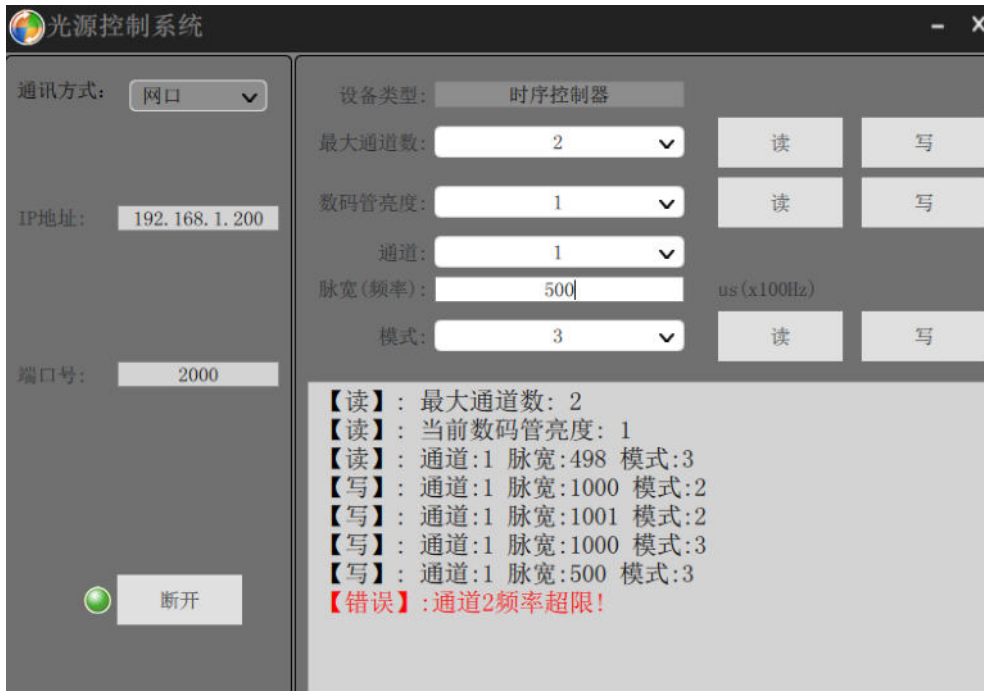 光源控制系统
通讯方式: 网口
IP地址: 192.168.1.200
端口号: 2000
断开
设备类型: 时序控制器
最大通道数: 2 读 写
数码管亮度: 1 读 写
通道: 1
脉宽(频率): 500 us(x100Hz)
模式: 3 读 写
【读】: 最大通道数: 2
【读】: 当前数码管亮度: 1
【读】: 通道:1 脉宽:498 模式:3
【写】: 通道:1 脉宽:1000 模式:2
【写】: 通道:1 脉宽:1001 模式:2
【写】: 通道:1 脉宽:1000 模式:3
【写】: 通道:1 脉宽:500 模式:3
【错误】:通道2频率超限!